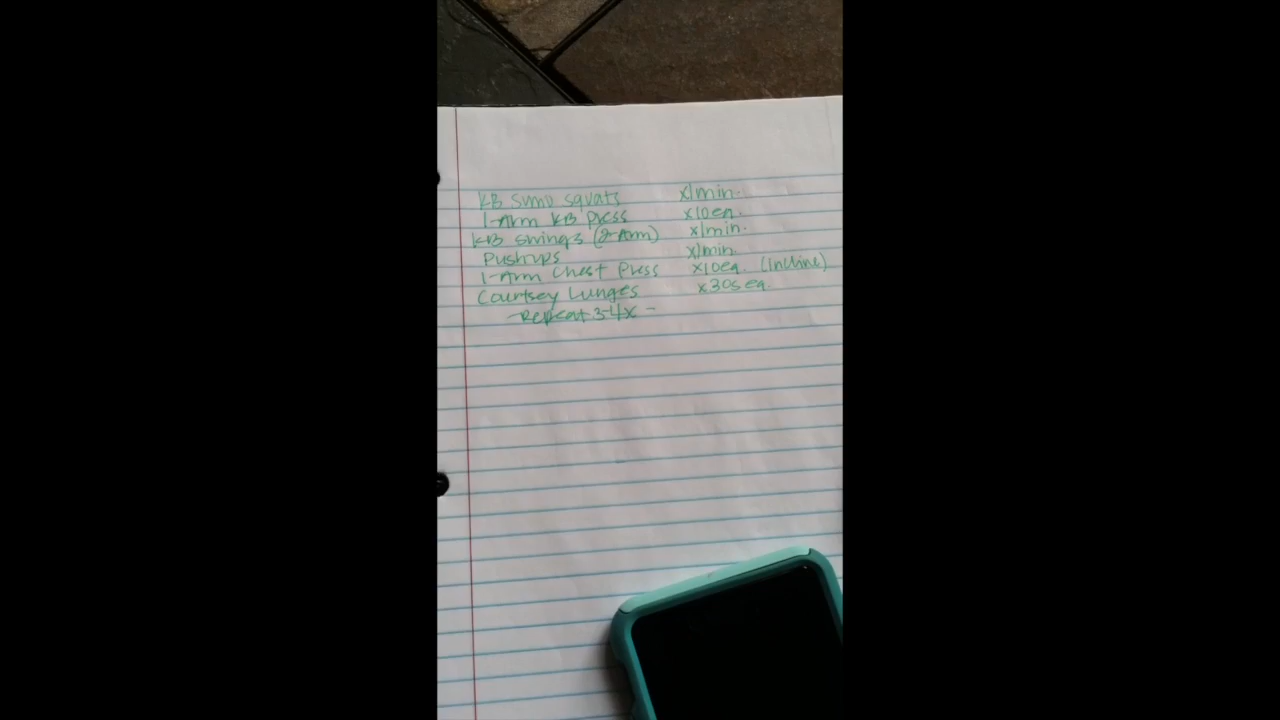 KB sumo squats x1min.
1-Arm KB Press x10ea.
KB swings (2-Arm) x1min.
Pushups x1min.
1-Arm Chest Press x10ea. (incline)
Courtsey Lunges x30s ea.
-Repeat 3-4x-